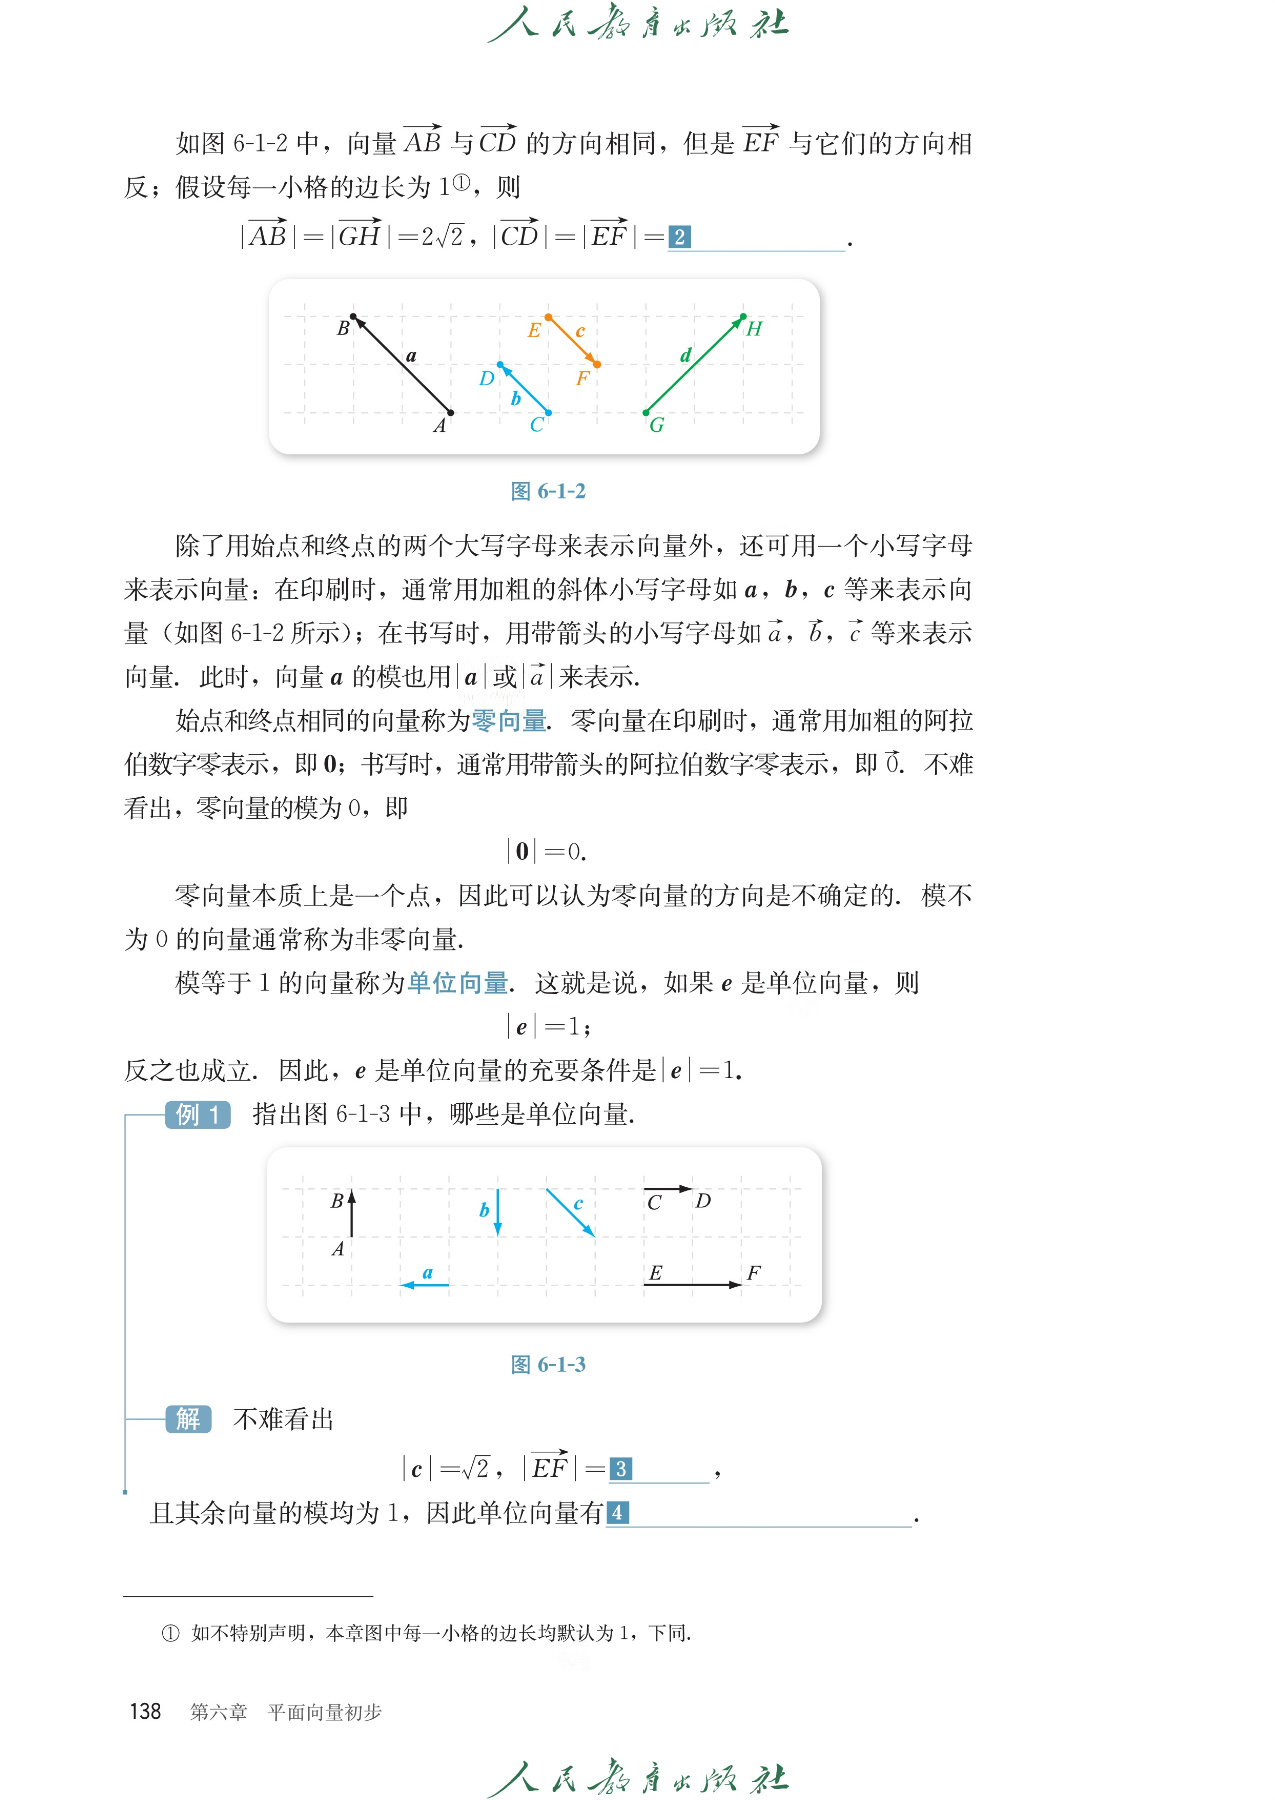 人民教育出版社
如图 6-1-2 中，向量 $\overrightarrow{AB}$ 与 $\overrightarrow{CD}$ 的方向相同，但是 $\overrightarrow{EF}$ 与它们的方向相
反；假设每一小格的边长为 1①，则
$|\overrightarrow{AB}|=|\overrightarrow{GH}|=2\sqrt{2}$，$|\overrightarrow{CD}|=|\overrightarrow{EF}|=$ 2 ________.
B a A D b C E c F d G H
图 6-1-2
除了用始点和终点的两个大写字母来表示向量外，还可用一个小写字母
来表示向量：在印刷时，通常用加粗的斜体小写字母如 a，b，c 等来表示向
量（如图 6-1-2 所示）；在书写时，用带箭头的小写字母如 $\vec{a}$，$\vec{b}$，$\vec{c}$ 等来表示
向量. 此时，向量 a 的模也用|a|或|$\vec{a}$|来表示.
始点和终点相同的向量称为零向量. 零向量在印刷时，通常用加粗的阿拉
伯数字零表示，即 0；书写时，通常用带箭头的阿拉伯数字零表示，即 $\vec{0}$. 不难
看出，零向量的模为 0，即
|0|=0.
零向量本质上是一个点，因此可以认为零向量的方向是不确定的. 模不
为 0 的向量通常称为非零向量.
模等于 1 的向量称为单位向量. 这就是说，如果 e 是单位向量，则
|e|=1；
反之也成立. 因此，e 是单位向量的充要条件是|e|=1.
例 1 指出图 6-1-3 中，哪些是单位向量.
B A a b c C D E F
图 6-1-3
解 不难看出
$|c|=\sqrt{2}$，$|\overrightarrow{EF}|=$ 3 ________，
且其余向量的模均为 1，因此单位向量有 4 ________.
① 如不特别声明，本章图中每一小格的边长均默认为 1，下同.
138 第六章 平面向量初步
人民教育出版社